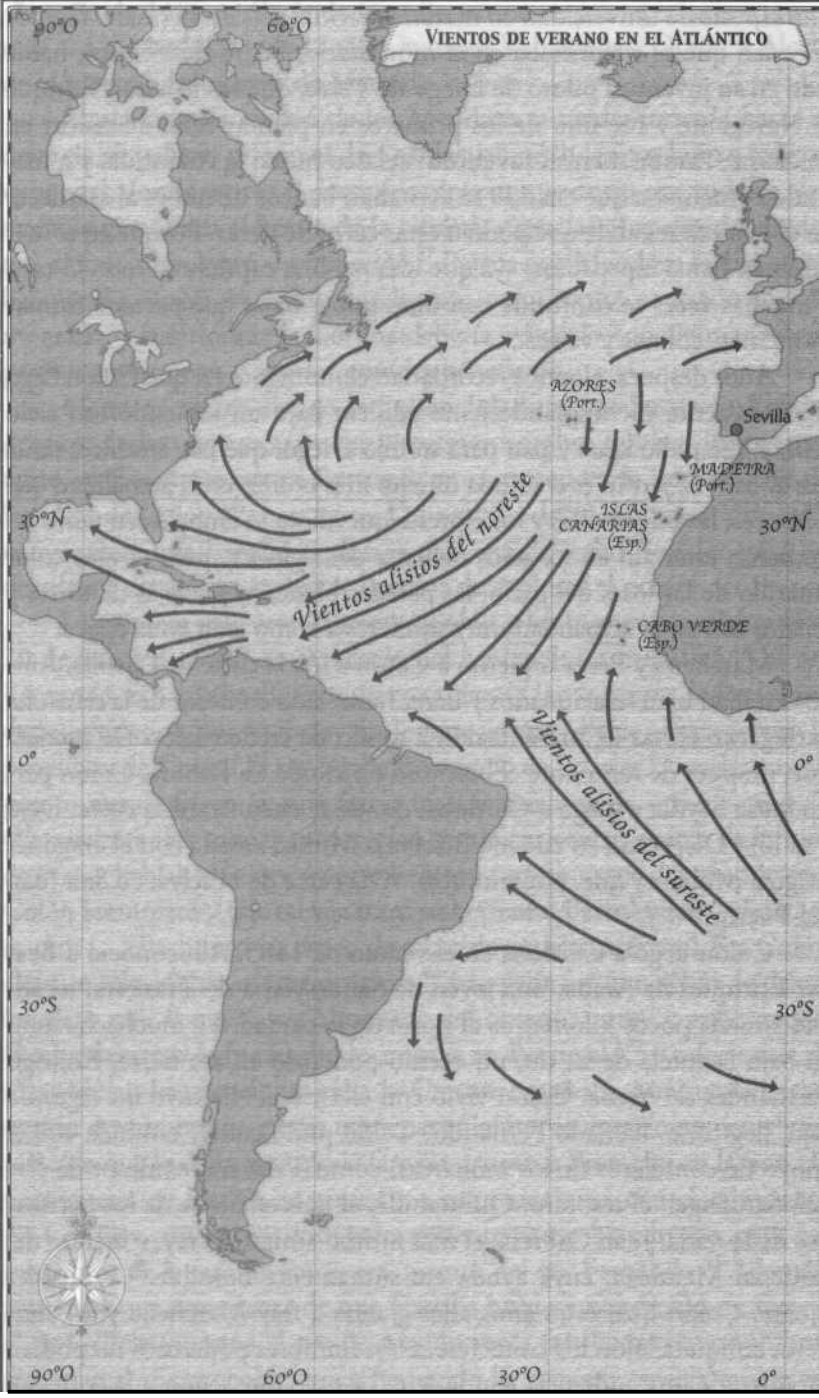 90°O
60°O
VIENTOS DE VERANO EN EL ATLÁNTICO
AZORES
(Port.)
Sevilla
MADEIRA
(Port.)
ISLAS
CANARIAS
(Esp.)
30°N
30°N
Vientos alisios del noreste
CABO VERDE
(Esp.)
0°
0°
Vientos alisios del sureste
30°S
30°S
90°O
60°O
30°O
0°